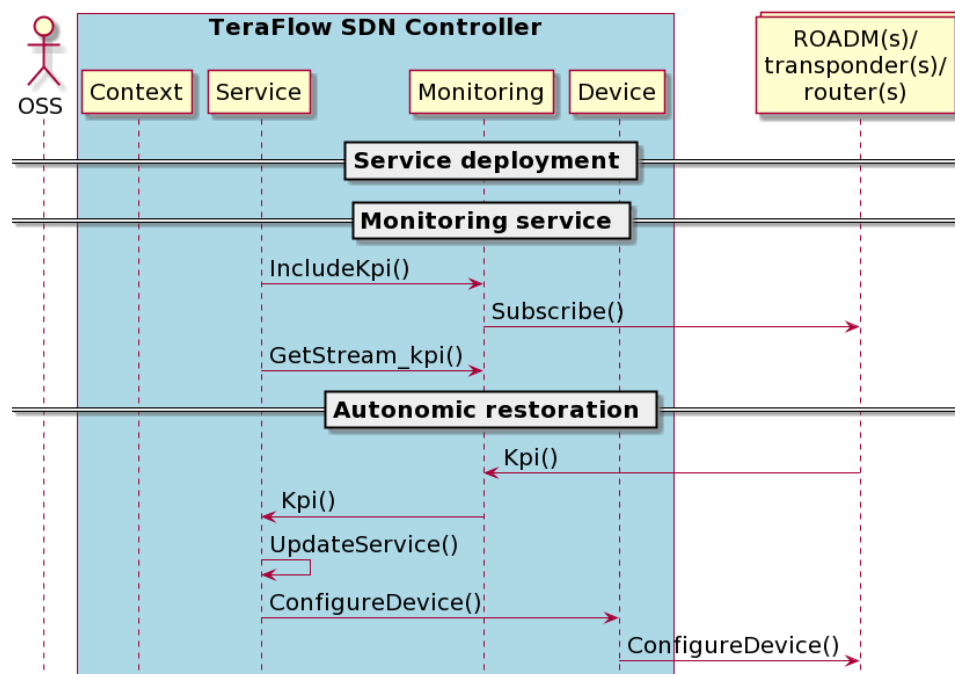 TeraFlow SDN Controller
OSS
Context
Service
Monitoring
Device
ROADM(s)/
transponder(s)/
router(s)
Service deployment
Monitoring service
IncludeKpi()
Subscribe()
GetStream_kpi()
Autonomic restoration
Kpi()
Kpi()
UpdateService()
ConfigureDevice()
ConfigureDevice()